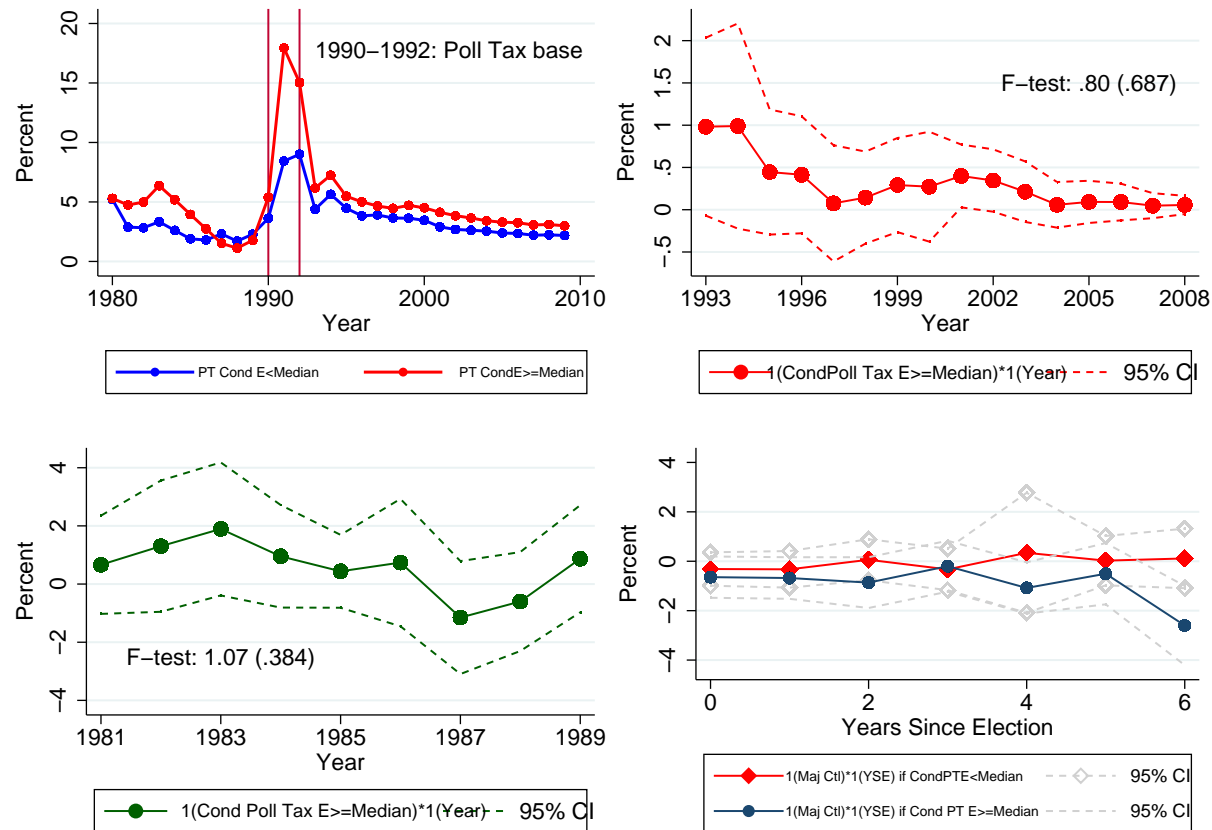 20
15
10
5
0
Percent
1990−1992: Poll Tax base
1980
1990
2000
2010
Year
PT Cond E<Median
PT CondE>=Median
2
1.5
1
.5
0
−.5
Percent
F−test: .80 (.687)
1993
1996
1999
2002
2005
2008
Year
1(CondPoll Tax E>=Median)*1(Year)
95% CI
4
2
0
−2
−4
Percent
F−test: 1.07 (.384)
1981
1983
1985
1987
1989
Year
1(Cond Poll Tax E>=Median)*1(Year)
95% CI
4
2
0
−2
−4
Percent
0
2
4
6
Years Since Election
1(Maj Ctl)*1(YSE) if CondPTE<Median
95% CI
1(Maj Ctl)*1(YSE) if Cond PT E>=Median
95% CI